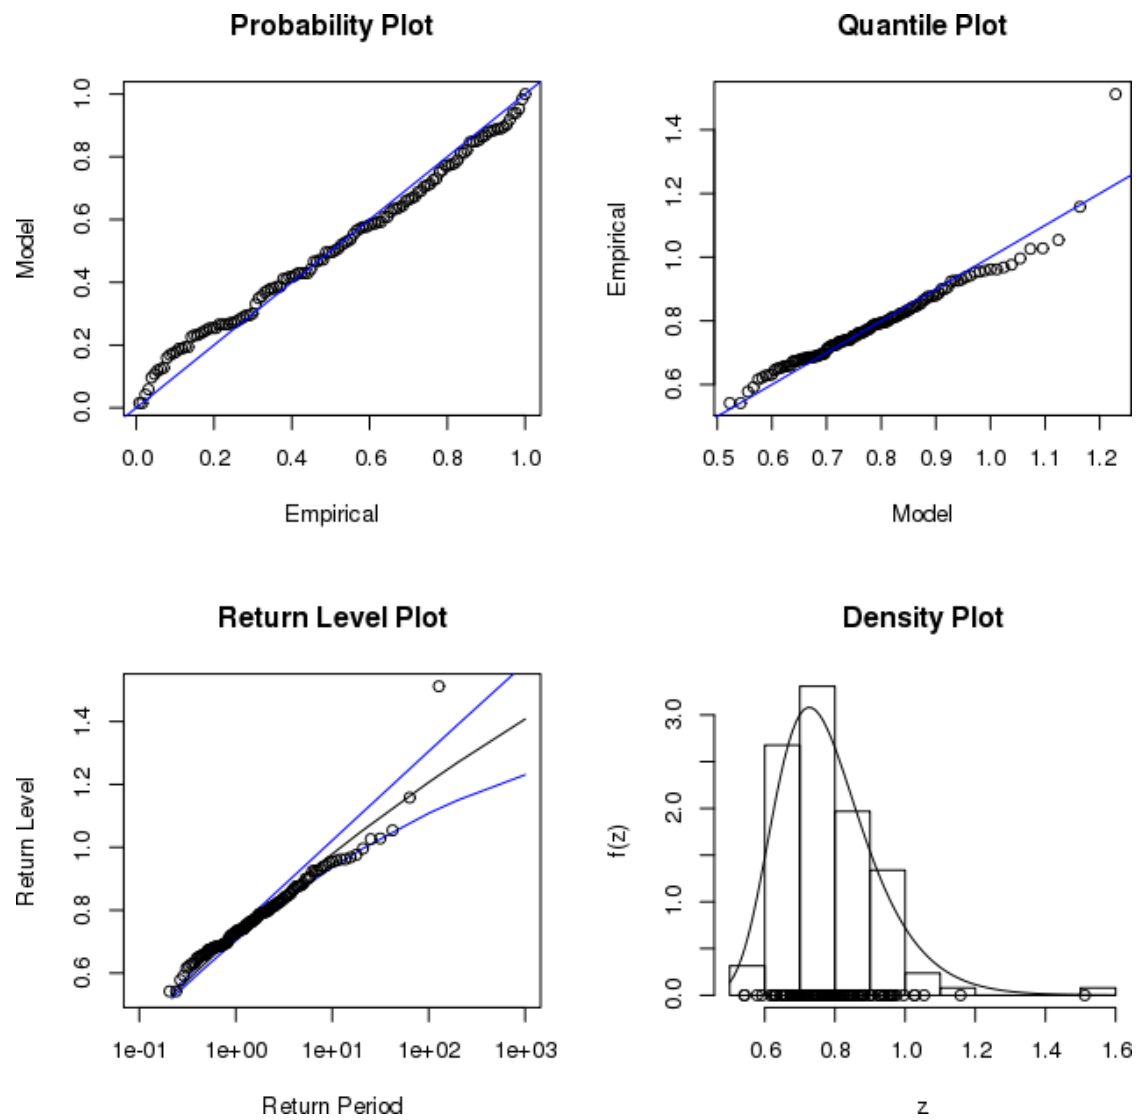 Probability Plot
Model
0.0 0.2 0.4 0.6 0.8 1.0
0.0 0.2 0.4 0.6 0.8 1.0
Empirical
Quantile Plot
Empirical
0.6 0.8 1.0 1.2 1.4
0.5 0.6 0.7 0.8 0.9 1.0 1.1 1.2
Model
Return Level Plot
Return Level
0.6 0.8 1.0 1.2 1.4
1e-01 1e+00 1e+01 1e+02 1e+03
Return Period
Density Plot
f(z)
0.0 1.0 2.0 3.0
0.6 0.8 1.0 1.2 1.4 1.6
z